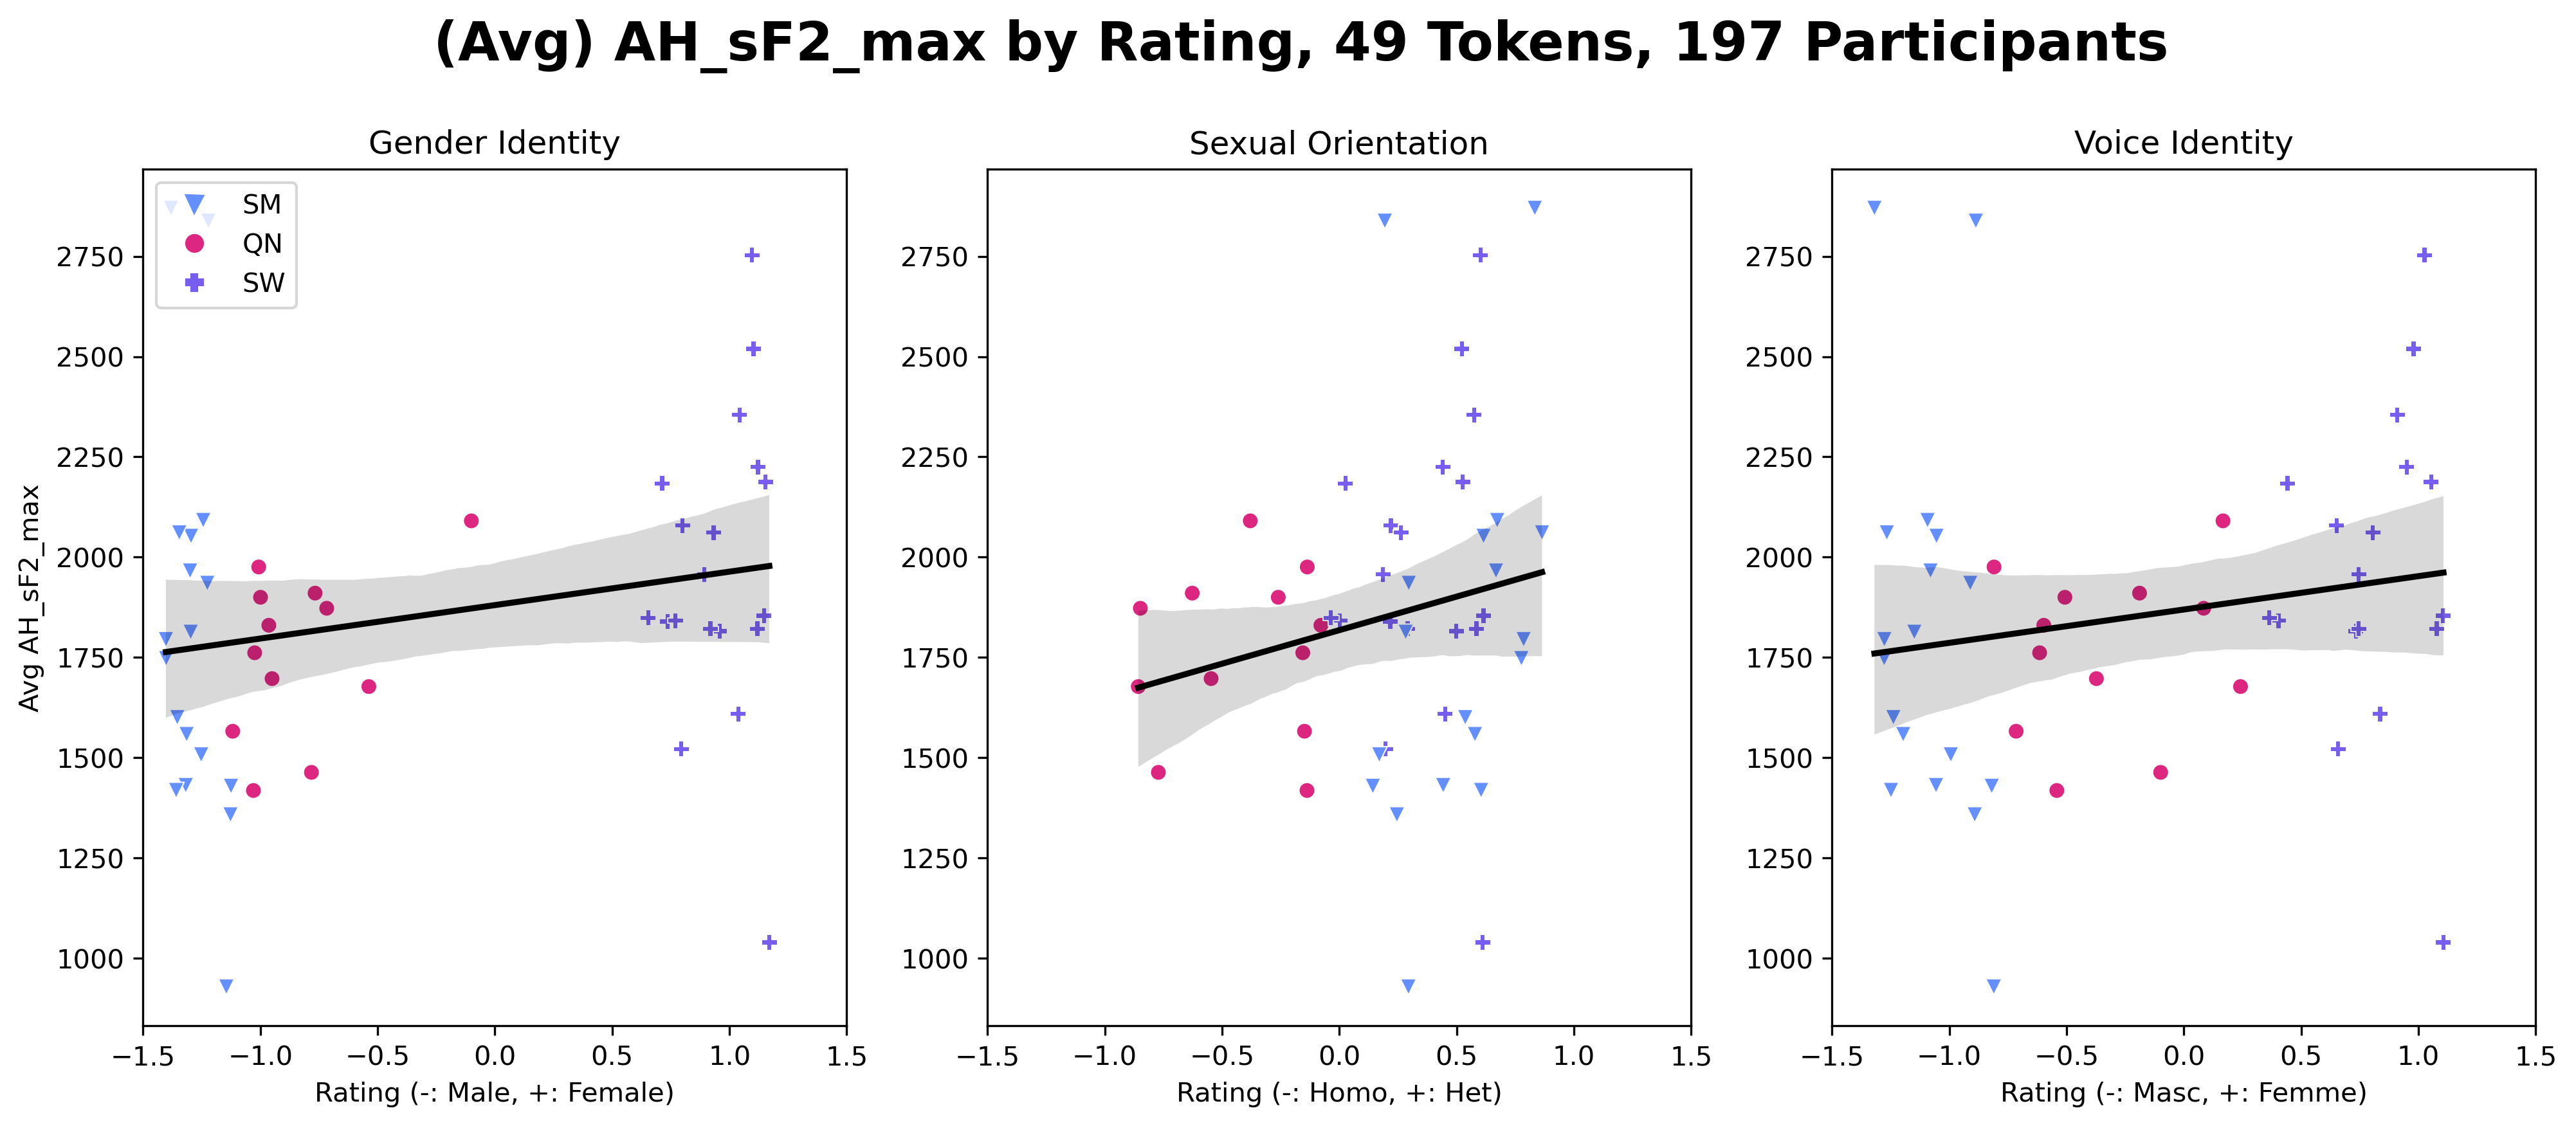 (Avg) AH_sF2_max by Rating, 49 Tokens, 197 Participants
Gender Identity
SM
QN
SW
Avg AH_sF2_max
2750
2500
2250
2000
1750
1500
1250
1000
−1.5 −1.0 −0.5 0.0 0.5 1.0 1.5
Rating (-: Male, +: Female)
Sexual Orientation
2750
2500
2250
2000
1750
1500
1250
1000
−1.5 −1.0 −0.5 0.0 0.5 1.0 1.5
Rating (-: Homo, +: Het)
Voice Identity
2750
2500
2250
2000
1750
1500
1250
1000
−1.5 −1.0 −0.5 0.0 0.5 1.0 1.5
Rating (-: Masc, +: Femme)